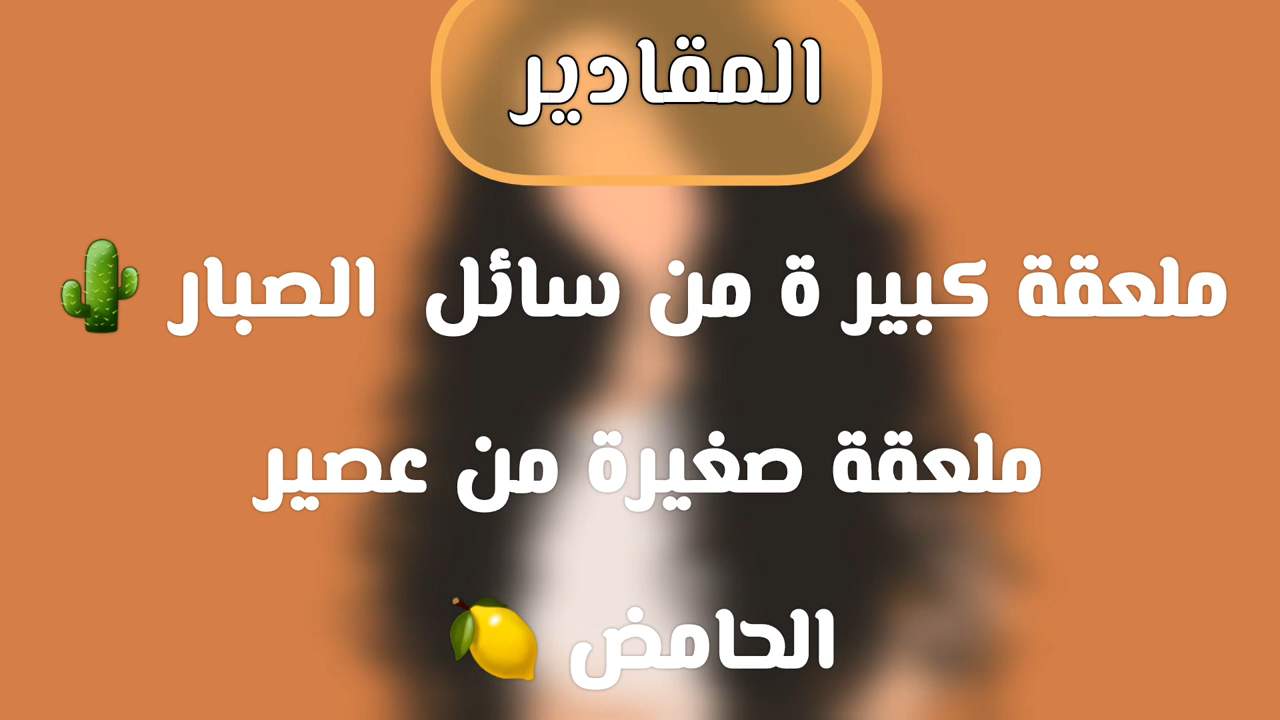 المقادير
ملعقة كبير ة من سائل الصبار 🌵
ملعقة صغيرة من عصير
الحامض 🍋